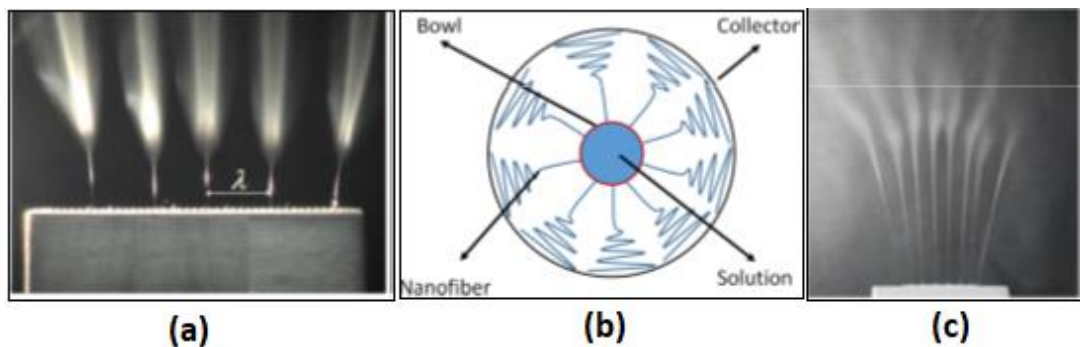 Bowl
Collector
λ
Nanofiber
Solution
(a)
(b)
(c)